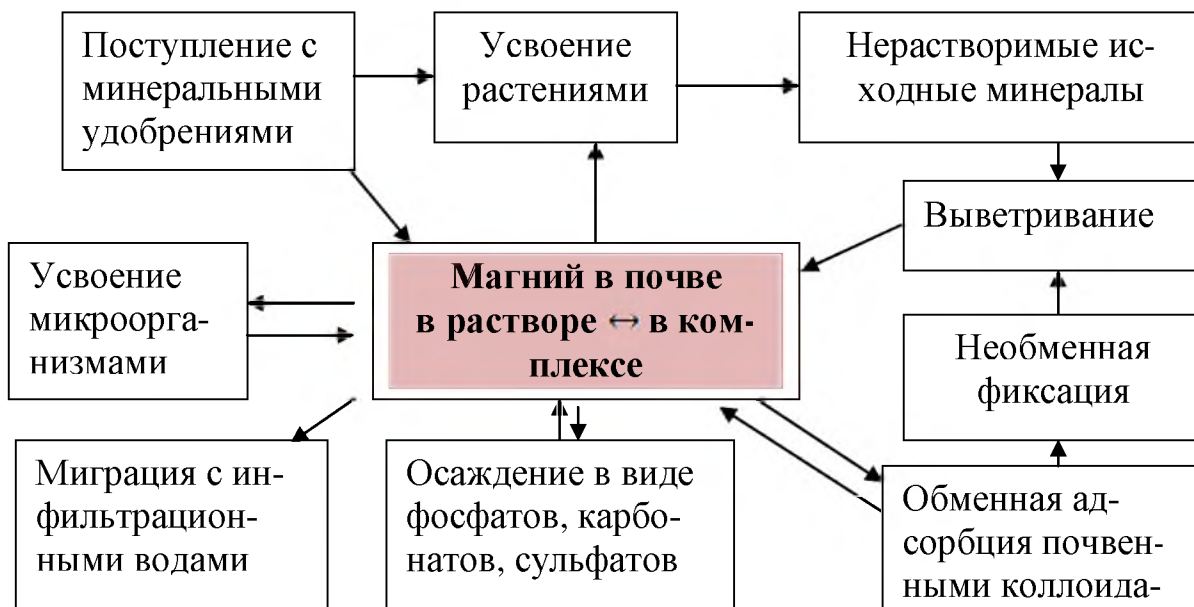 Поступление с
минеральными
удобрениями
Усвоение
растениями
Нерастворимые ис-
ходные минералы
Выветривание
Усвоение
микроорга-
низмами
Магний в почве
в растворе ↔ в ком-
плексе
Необменная
фиксация
Миграция с ин-
фильтрацион-
ными водами
Осаждение в виде
фосфатов, карбо-
натов, сульфатов
Обменная ад-
сорбция почвен-
ными коллоида-